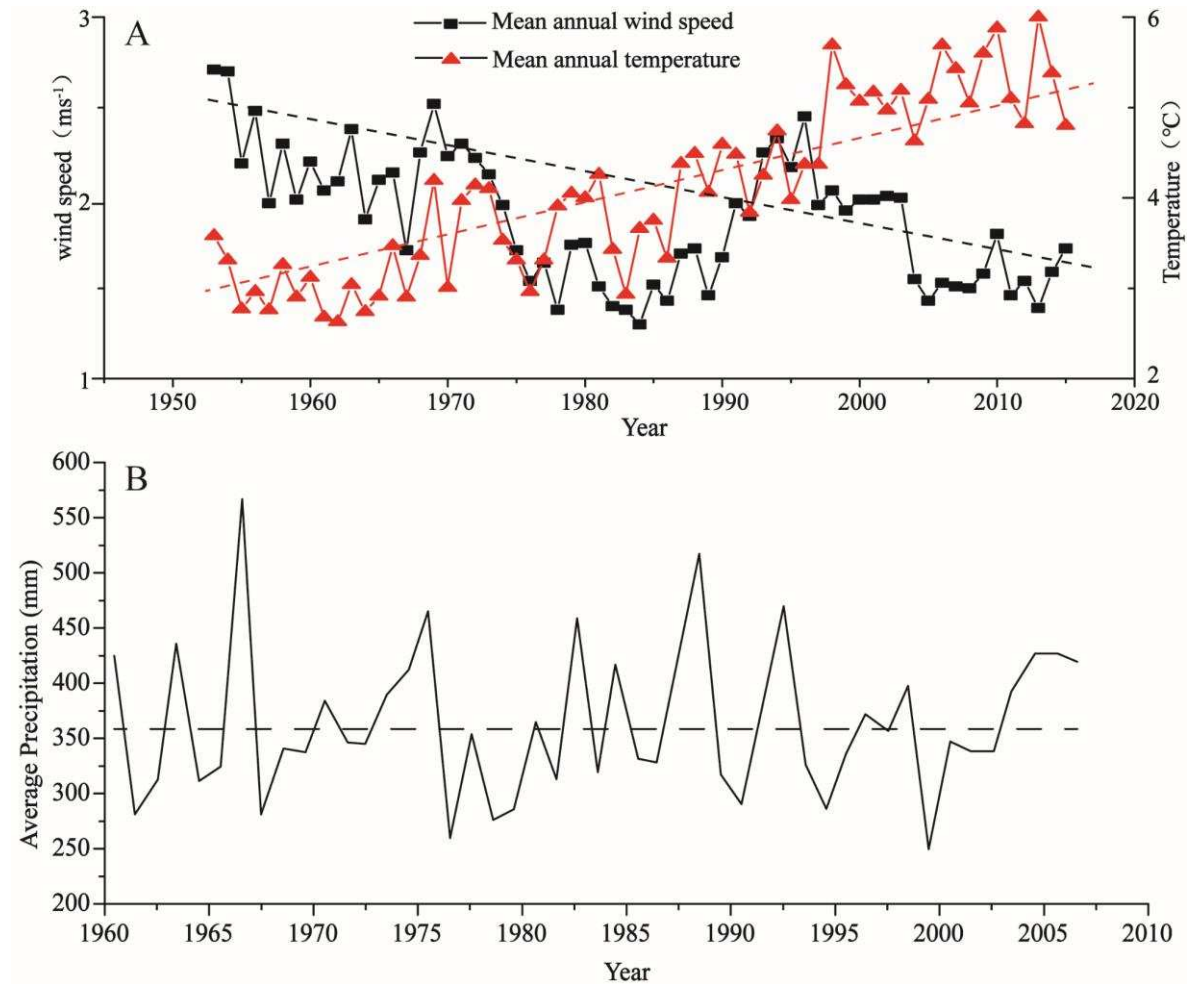 A
Mean annual wind speed
Mean annual temperature
3
2
1
wind speed（ms-1）
6
4
2
Temperature（℃）
1950 1960 1970 1980 1990 2000 2010 2020
Year
B
600
550
500
450
400
350
300
250
200
Average Precipitation (mm)
1960 1965 1970 1975 1980 1985 1990 1995 2000 2005 2010
Year